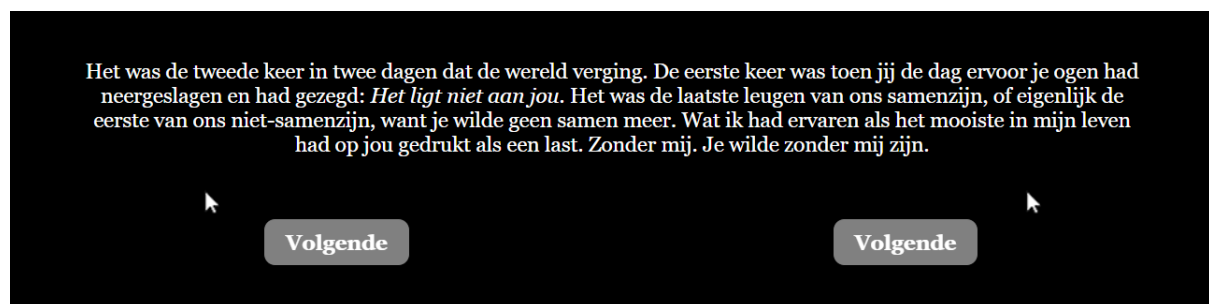 Het was de tweede keer in twee dagen dat de wereld verging. De eerste keer was toen jij de dag ervoor je ogen had
neergeslagen en had gezegd: Het ligt niet aan jou. Het was de laatste leugen van ons samenzijn, of eigenlijk de
eerste van ons niet-samenzijn, want je wilde geen samen meer. Wat ik had ervaren als het mooiste in mijn leven
had op jou gedrukt als een last. Zonder mij. Je wilde zonder mij zijn.
Volgende
Volgende